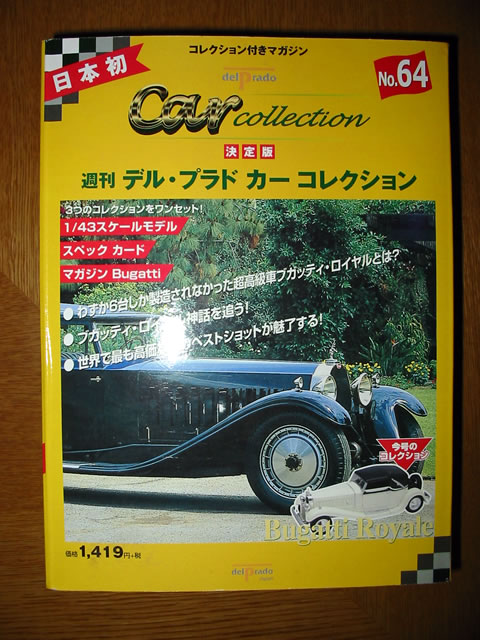 コレクション付きマガジン
日本初
del Prado
No.64
Car collection
決定版
週刊 デル・プラド カー コレクション
3つのコレクションをワンセット!
1/43スケールモデル
スペック カード
マガジン Bugatti
●わずか6台しか製造されなかった超高級車ブガッティ・ロイヤルとは?
●ブガッティ・ロイ 神話を追う!
●世界で最も高価 ベストショットが魅了する!
今号の
コレクション
Bugatti Royale
価格1,419円+税
del Prado